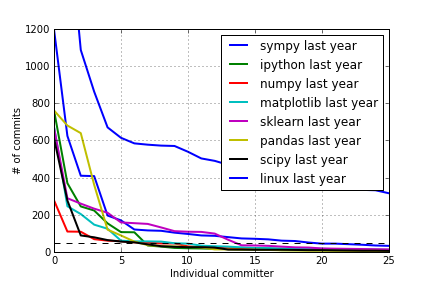 1200
1000
800
600
400
200
0
# of commits
sympy last year
ipython last year
numpy last year
matplotlib last year
sklearn last year
pandas last year
scipy last year
linux last year
0 5 10 15 20 25
Individual committer